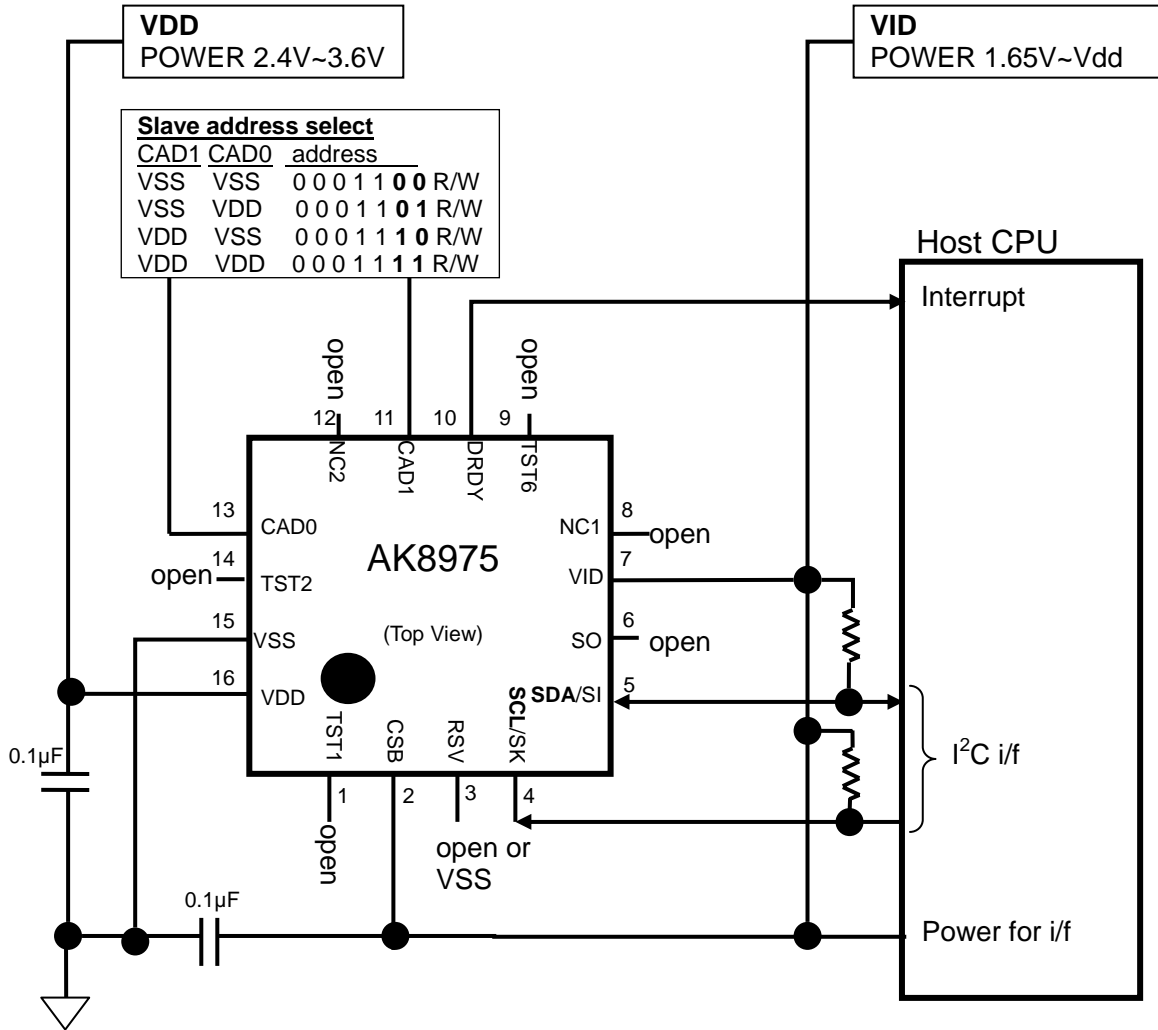 VDD
POWER 2.4V~3.6V
VID
POWER 1.65V~Vdd
Slave address select
CAD1 CAD0 address
VSS VSS 0 0 0 1 1 0 0 R/W
VSS VDD 0 0 0 1 1 0 1 R/W
VDD VSS 0 0 0 1 1 1 0 R/W
VDD VDD 0 0 0 1 1 1 1 R/W
Host CPU
Interrupt
open
open
12 11 10 9
NC2 CAD1 DRDY TST6
13
CAD0
8
NC1
open
AK8975
open
14
TST2
7
VID
(Top View)
15
VSS
6
SO
open
16
VDD
SDA/SI
5
TST1 CSB RSV SCL/SK
I²C i/f
0.1µF
1 2 3 4
open
open or
VSS
0.1µF
Power for i/f